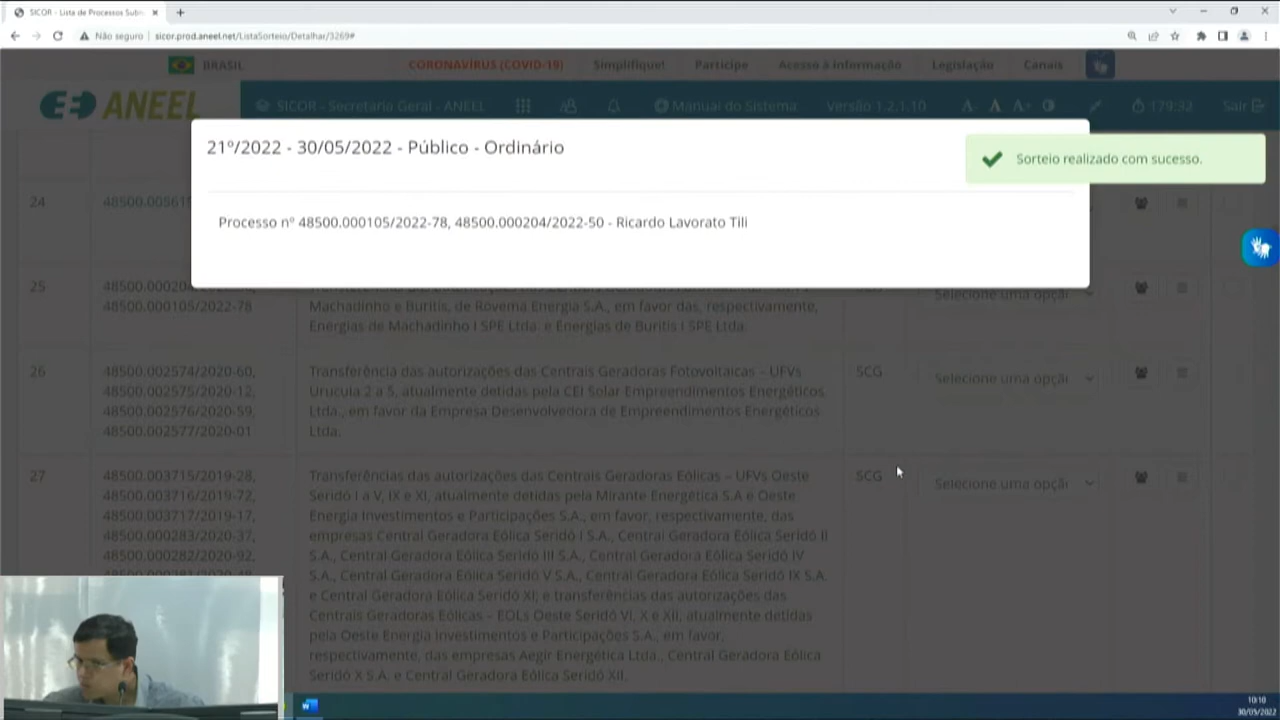 SICOR - Lista de Processos Sub
Não seguro | sicor.prod.aneel.net/ListaSorteio/Detalhar/3269#
BRASIL
CORONAVÍRUS (COVID-19)
Simplifique!
Participe
Acesso à informação
Legislação
Canais
ANEEL
SICOR - Secretaria Geral - ANEEL
Manual do Sistema
Versão 1.2.1-10
A-
A
A+
179:32
Sair
21º/2022 - 30/05/2022 - Público - Ordinário
Sorteio realizado com sucesso.
Processo nº 48500.000105/2022-78, 48500.000204/2022-50 - Ricardo Lavorato Tili
24
48500.00561
25
48500.00020
48500.000105/2022-78
Machadinho e Buritis, de Rovema Energia S.A., em favor das, respectivamente,
Energias de Machadinho I SPE Ltda. e Energias de Buritis I SPE Ltda.
Selecione uma opçã
26
48500.002574/2020-60,
48500.002575/2020-12,
48500.002576/2020-59,
48500.002577/2020-01
Transferência das autorizações das Centrais Geradoras Fotovoltaicas – UFVs
Urucuia 2 a 5, atualmente detidas pela CEI Solar Empreendimentos Energéticos
Ltda., em favor da Empresa Desenvolvedora de Empreendimentos Energéticos
Ltda.
SCG
Selecione uma opçã
27
48500.003715/2019-28,
48500.003716/2019-72,
48500.003717/2019-17,
48500.000283/2020-37,
48500.000282/2020-92,
Transferências das autorizações das Centrais Geradoras Eólicas – UFVs Oeste
Seridó I a V, IX e XI, atualmente detidas pela Mirante Energética S.A e Oeste
Energia Investimentos e Participações S.A., em favor, respectivamente, das
empresas Central Geradora Eólica Seridó I S.A., Central Geradora Eólica Seridó II
S.A., Central Geradora Eólica Seridó III S.A., Central Geradora Eólica Seridó IV
S.A., Central Geradora Eólica Seridó V S.A., Central Geradora Eólica Seridó IX S.A.
e Central Geradora Eólica Seridó XI; e transferências das autorizações das
Centrais Geradoras Eólicas – EOLs Oeste Seridó VI, X e XII, atualmente detidas
pela Oeste Energia Investimentos e Participações S.A., em favor,
respectivamente, das empresas Aegir Energética Ltda., Central Geradora Eólica
Seridó X S.A. e Central Geradora Eólica Seridó XII.
SCG
Selecione uma opçã
10:10
30/05/2022